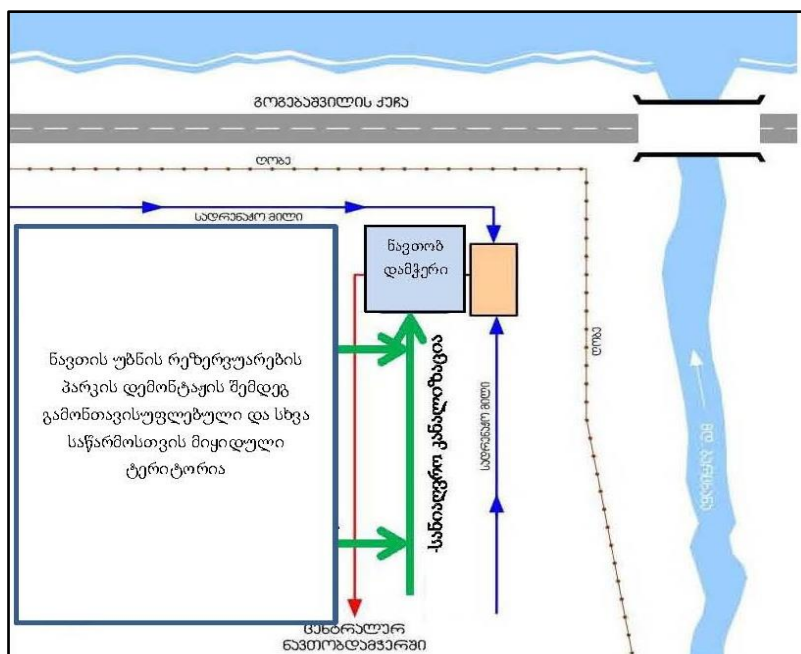 გოგებაშვილის ქუჩა
ღობე
სადრენაჟო მილი
ნავთობ
დამჭერი
ნავთის უბნის რეზერვუარების
პარკის დემონტაჟის შემდეგ
გამონთავისუფლებული და სხვა
საწარმოსთვის მიყიდული
ტერიტორია
-სანიაღვრო კანალიზაცია
სადრენაჟო მილი
ღობე
ცენტრალურ
ნავთობდამჭერში